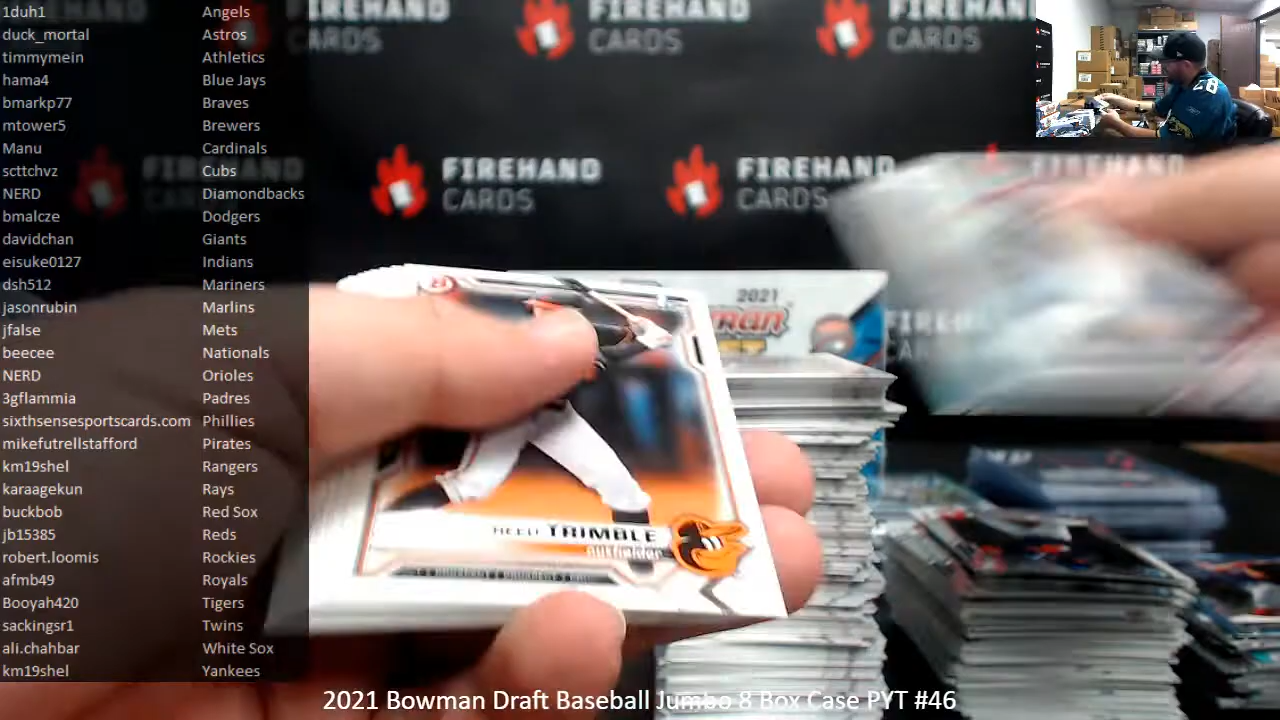 1duh1 Angels
duck_mortal Astros
timmymein Athletics
hama4 Blue Jays
bmarkp77 Braves
mtower5 Brewers
Manu Cardinals
scttchvz Cubs
NERD Diamondbacks
bmalcze Dodgers
davidchan Giants
eisuke0127 Indians
dsh512 Mariners
jasonrubin Marlins
jfalse Mets
beecee Nationals
NERD Orioles
3gflammia Padres
sixthsensesportscards.com Phillies
mikefutrellstafford Pirates
km19shel Rangers
karaagekun Rays
buckbob Red Sox
jb15385 Reds
robert.loomis Rockies
afmb49 Royals
Booyah420 Tigers
sackingsr1 Twins
ali.chahbar White Sox
km19shel Yankees
FIREHAND
CARDS
FIREHAND
CARDS
FIREHAND
CARDS
FIREHAND
CARDS
FIREHAND
CARDS
FIREHAND
2021
TRIMBLE
outfielder
28
2021 Bowman Draft Baseball Jumbo 8 Box Case PYT #46